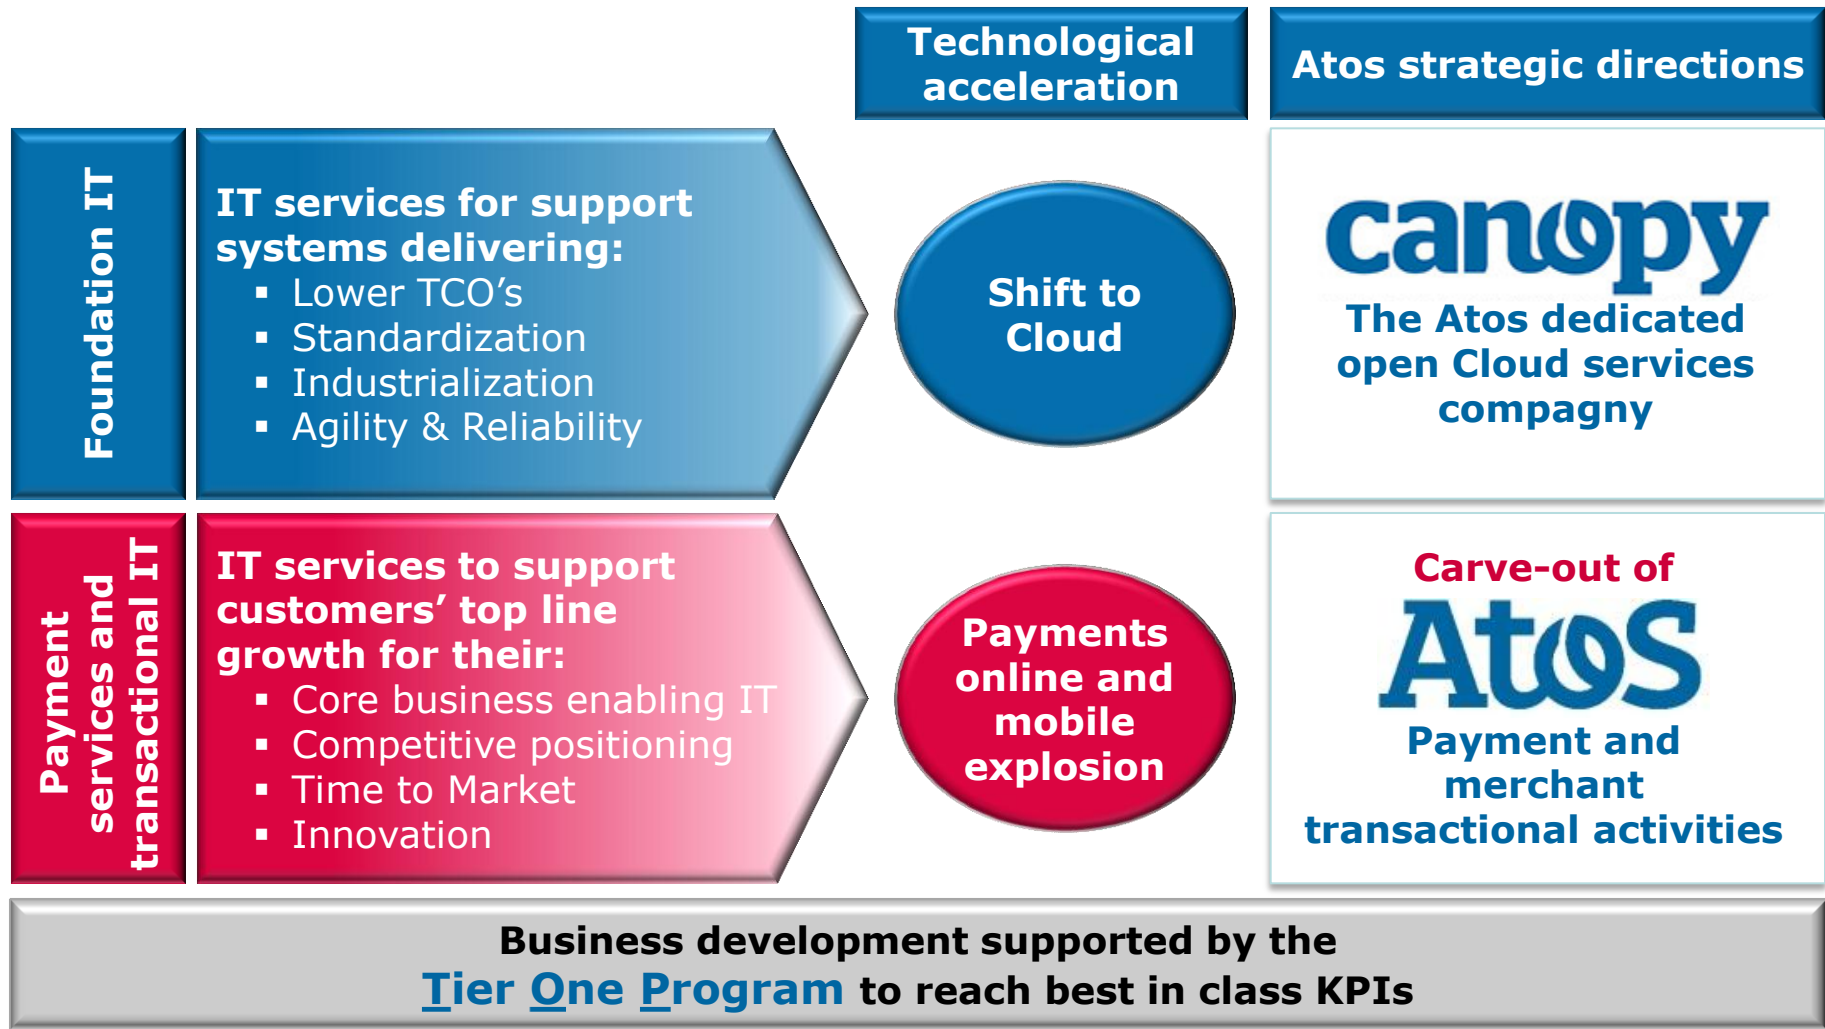 Technological
acceleration
Atos strategic directions
Foundation IT
IT services for support
systems delivering:
▪ Lower TCO’s
▪ Standardization
▪ Industrialization
▪ Agility & Reliability
Shift to
Cloud
canopy
The Atos dedicated
open Cloud services
compagny
Payment
services and
transactional IT
IT services to support
customers’ top line
growth for their:
▪ Core business enabling IT
▪ Competitive positioning
▪ Time to Market
▪ Innovation
Payments
online and
mobile
explosion
Carve-out of
AtoS
Payment and
merchant
transactional activities
Business development supported by the
Tier One Program to reach best in class KPIs